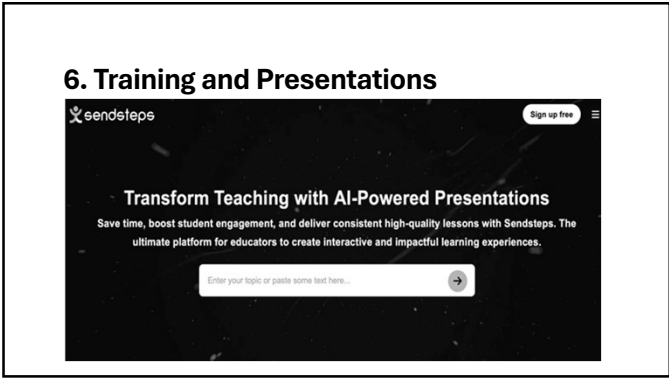 6. Training and Presentations
sendsteps
Sign up free
Transform Teaching with AI-Powered Presentations
Save time, boost student engagement, and deliver consistent high-quality lessons with Sendsteps. The
ultimate platform for educators to create interactive and impactful learning experiences.
Enter your topic or paste some text here...